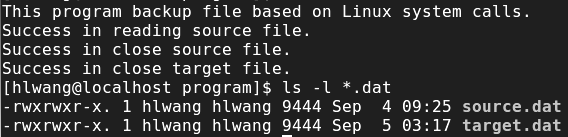 This program backup file based on Linux system calls.
Success in reading source file.
Success in close source file.
Success in close target file.
[hlwang@localhost program]$ ls -l *.dat
-rwxrwxr-x. 1 hlwang hlwang 9444 Sep  4 09:25 source.dat
-rwxrwxr-x. 1 hlwang hlwang 9444 Sep  5 03:17 target.dat